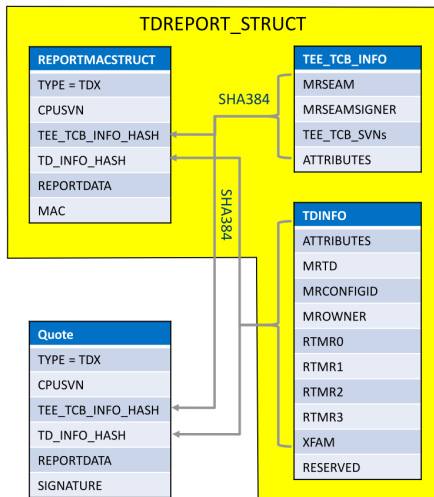 TDREPORT_STRUCT
REPORTMACSTRUCT
TYPE = TDX
CPUSVN
TEE_TCB_INFO_HASH
TD_INFO_HASH
REPORTDATA
MAC
SHA384
SHA384
TEE_TCB_INFO
MRSEAM
MRSEAMSIGNER
TEE_TCB_SVNs
ATTRIBUTES
TDINFO
ATTRIBUTES
MRTD
MRCONFIGID
MROWNER
RTMR0
RTMR1
RTMR2
RTMR3
XFAM
RESERVED
Quote
TYPE = TDX
CPUSVN
TEE_TCB_INFO_HASH
TD_INFO_HASH
REPORTDATA
SIGNATURE